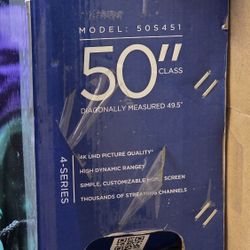 MODEL: 50S451
50"
CLASS
DIAGONALLY MEASURED 49.5"
4-SERIES
4K UHD PICTURE QUALITY*
HIGH DYNAMIC RANGE†
SIMPLE, CUSTOMIZABLE HOME SCREEN
THOUSANDS OF STREAMING CHANNELS